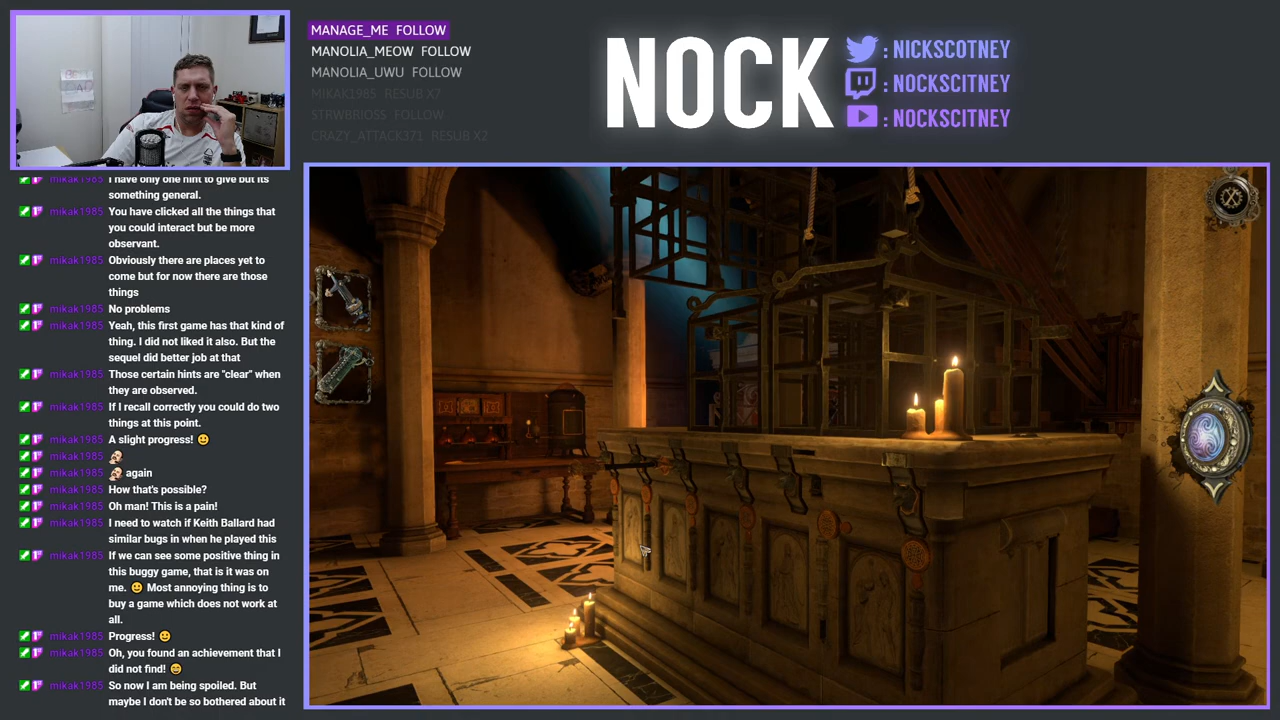 MANAGE_ME FOLLOW
MANOLIA_MEOW FOLLOW
MANOLIA_UWU FOLLOW
MIKAK1985 RESUB X7
STRWBRIOSS FOLLOW
CRAZY_ATTACK371 RESUB X2
NOCK
: NICKSCOTNEY
: NOCKSCITNEY
: NOCKSCITNEY
mikak1985 I have only one hint to give but its
something general.
mikak1985 You have clicked all the things that
you could interact but be more
observant.
mikak1985 Obviously there are places yet to
come but for now there are those
things
mikak1985 No problems
mikak1985 Yeah, this first game has that kind of
thing. I did not liked it also. But the
sequel did better job at that
mikak1985 Those certain hints are "clear" when
they are observed.
mikak1985 If I recall correctly you could do two
things at this point.
mikak1985 A slight progress! 😀
mikak1985
mikak1985 again
mikak1985 How that's possible?
mikak1985 Oh man! This is a pain!
mikak1985 I need to watch if Keith Ballard had
similar bugs in when he played this
mikak1985 If we can see some positive thing in
this buggy game, that is it was on
me. 😀 Most annoying thing is to
buy a game which does not work at
all.
mikak1985 Progress! 😀
mikak1985 Oh, you found an achievement that I
did not find! 😄
mikak1985 So now I am being spoiled. But
maybe I don't be so bothered about it